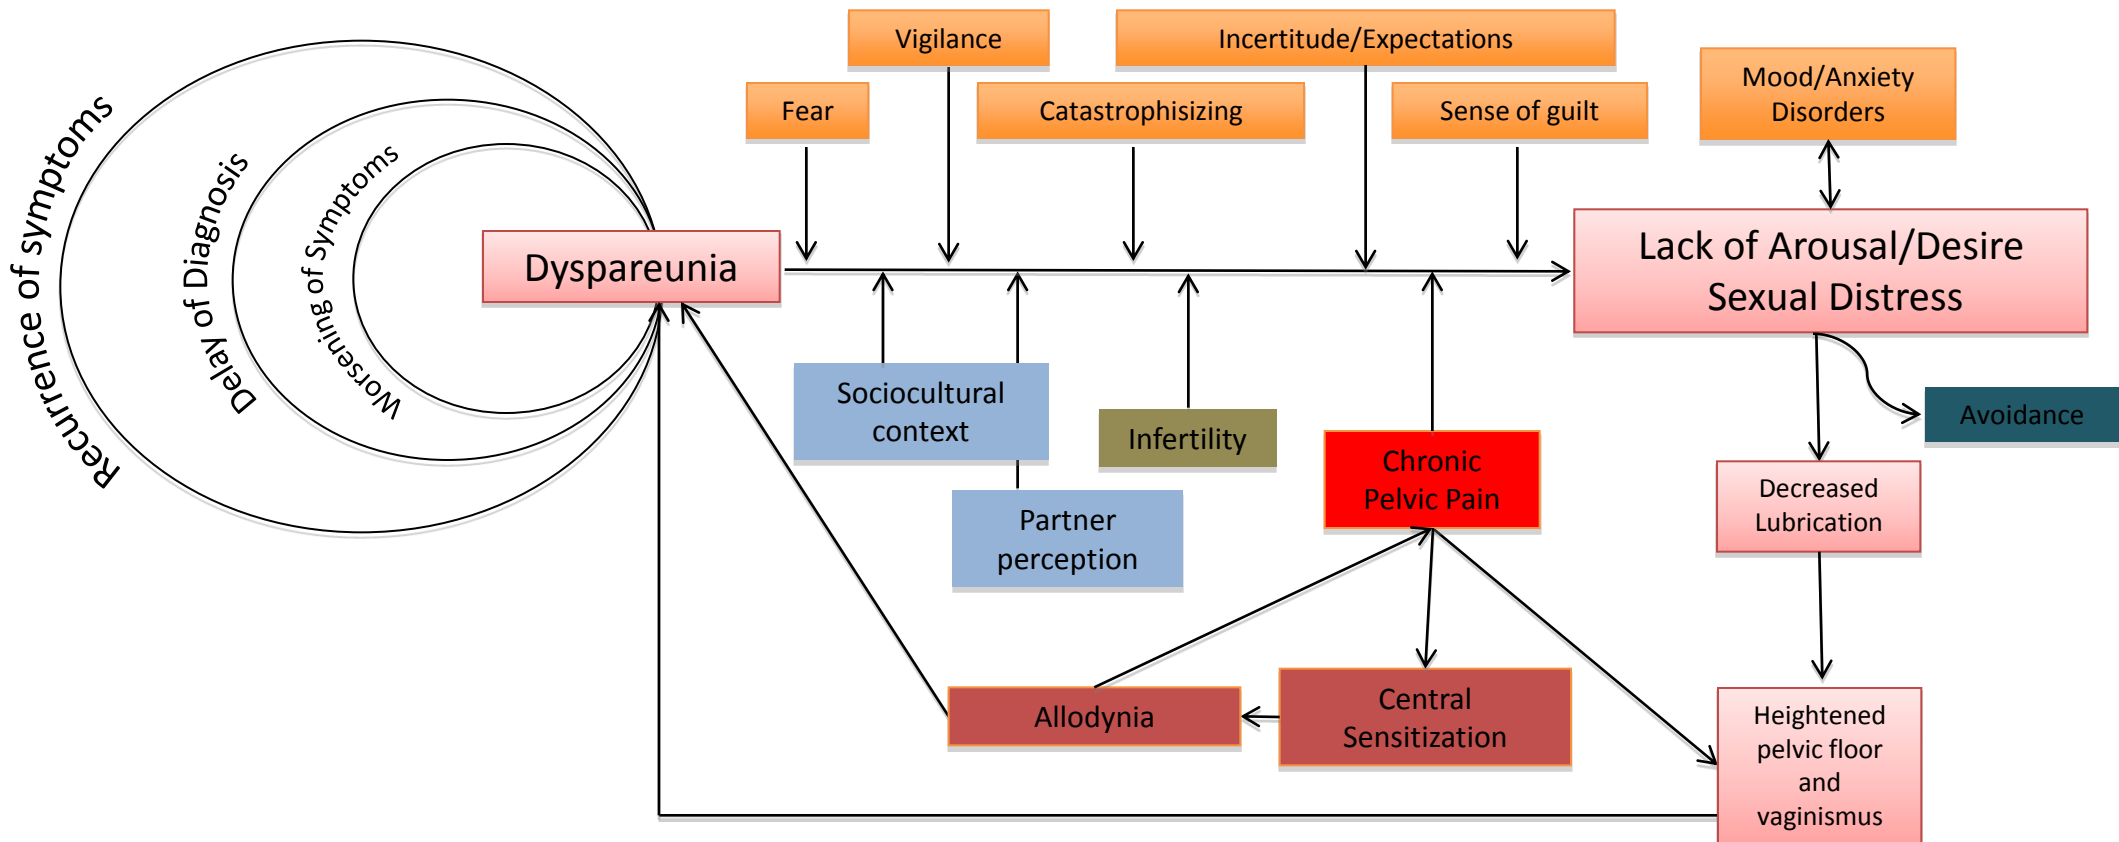 Recurrence of symptoms
Delay of Diagnosis
Worsening of Symptoms
Dyspareunia
Fear
Vigilance
Catastrophisizing
Incertitude/Expectations
Sense of guilt
Mood/Anxiety
Disorders
Lack of Arousal/Desire
Sexual Distress
Sociocultural
context
Partner
perception
Infertility
Chronic
Pelvic Pain
Avoidance
Decreased
Lubrication
Allodynia
Central
Sensitization
Heightened
pelvic floor
and
vaginismus